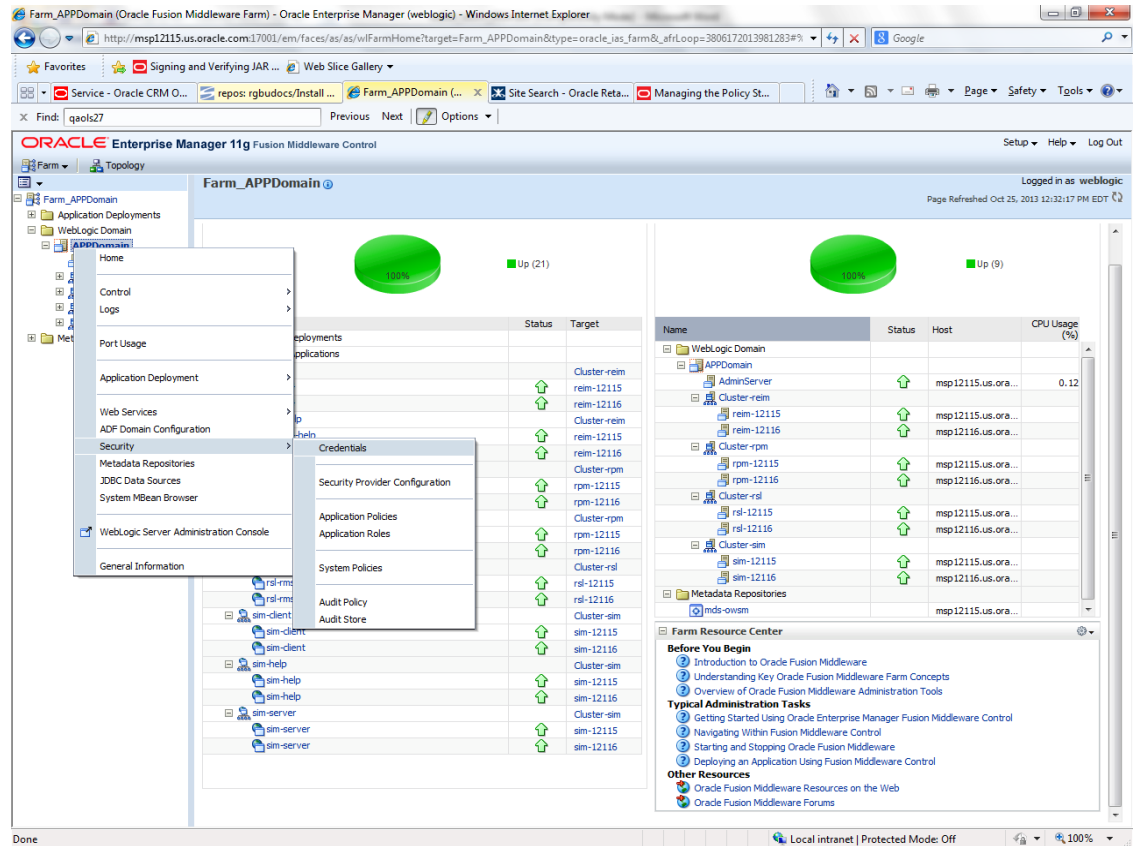 Farm_APPDomain (Oracle Fusion Middleware Farm) - Oracle Enterprise Manager (weblogic) - Windows Internet Explorer
http://msp12115.us.oracle.com:17001/em/faces/as/as/wlFarmHome?target=Farm_APPDomain&type=oracle_ias_farm&_afrLoop=3806172013981283#%
Google
Favorites Signing and Verifying JAR ... Web Slice Gallery
Service - Oracle CRM O... repos: rgbudocs/Install ... Farm_APPDomain (... X Site Search - Oracle Reta... Managing the Policy St... Page Safety Tools
X Find: qaols27 Previous Next Options
ORACLE Enterprise Manager 11g Fusion Middleware Control Setup Help Log Out
Farm Topology
Farm_APPDomain
Logged in as weblogic
Page Refreshed Oct 25, 2013 12:32:17 PM EDT
Farm_APPDomain
Application Deployments
WebLogic Domain
APPDomain
Met
Home
Control
Logs
Port Usage
Application Deployment
Web Services
ADF Domain Configuration
Security
Metadata Repositories
JDBC Data Sources
System MBean Browser
WebLogic Server Administration Console
General Information
Credentials
Security Provider Configuration
Application Policies
Application Roles
System Policies
Audit Policy
Audit Store
100%
Up (21)
Status Target
eployments
pplications
Cluster-reim
reim-12115
reim-12116
lp Cluster-reim
-help reim-12115
reim-12116
Cluster-rpm
rpm-12115
rpm-12116
Cluster-rpm
rpm-12115
rpm-12116
Cluster-rsl
rsl-rms rsl-12115
rsl-rms rsl-12116
sim-client Cluster-sim
sim-client sim-12115
sim-client sim-12116
sim-help Cluster-sim
sim-help sim-12115
sim-help sim-12116
sim-server Cluster-sim
sim-server sim-12115
sim-server sim-12116
100%
Up (9)
Name Status Host CPU Usage (%)
WebLogic Domain
APPDomain
AdminServer msp12115.us.ora... 0.12
Cluster-reim
reim-12115 msp12115.us.ora...
reim-12116 msp12116.us.ora...
Cluster-rpm
rpm-12115 msp12115.us.ora...
rpm-12116 msp12116.us.ora...
Cluster-rsl
rsl-12115 msp12115.us.ora...
rsl-12116 msp12116.us.ora...
Cluster-sim
sim-12115 msp12115.us.ora...
sim-12116 msp12116.us.ora...
Metadata Repositories
mds-owsm msp12115.us.ora...
Farm Resource Center
Before You Begin
Introduction to Oracle Fusion Middleware
Understanding Key Oracle Fusion Middleware Farm Concepts
Overview of Oracle Fusion Middleware Administration Tools
Typical Administration Tasks
Getting Started Using Oracle Enterprise Manager Fusion Middleware Control
Navigating Within Fusion Middleware Control
Starting and Stopping Oracle Fusion Middleware
Deploying an Application Using Fusion Middleware Control
Other Resources
Oracle Fusion Middleware Resources on the Web
Oracle Fusion Middleware Forums
Done Local intranet | Protected Mode: Off 100%